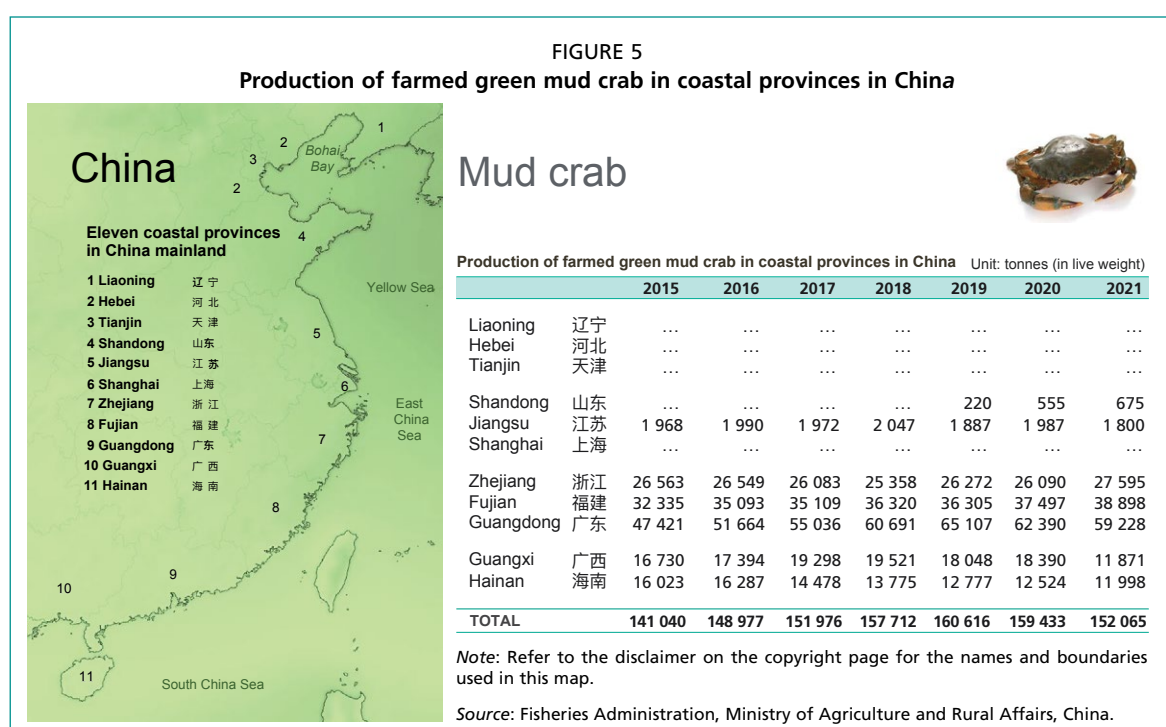 FIGURE 5
Production of farmed green mud crab in coastal provinces in China
China
Eleven coastal provinces
in China mainland
1 Liaoning 辽宁
2 Hebei 河北
3 Tianjin 天津
4 Shandong 山东
5 Jiangsu 江苏
6 Shanghai 上海
7 Zhejiang 浙江
8 Fujian 福建
9 Guangdong 广东
10 Guangxi 广西
11 Hainan 海南
1
2
Bohai
Bay
3
2
4
Yellow Sea
5
6
East
China
Sea
7
8
9
10
11
South China Sea
Mud crab
Production of farmed green mud crab in coastal provinces in China Unit: tonnes (in live weight)
2015 2016 2017 2018 2019 2020 2021
Liaoning 辽宁 … … … … … … …
Hebei 河北 … … … … … … …
Tianjin 天津 … … … … … … …
Shandong 山东 … … … … 220 555 675
Jiangsu 江苏 1 968 1 990 1 972 2 047 1 887 1 987 1 800
Shanghai 上海 … … … … … … …
Zhejiang 浙江 26 563 26 549 26 083 25 358 26 272 26 090 27 595
Fujian 福建 32 335 35 093 35 109 36 320 36 305 37 497 38 898
Guangdong 广东 47 421 51 664 55 036 60 691 65 107 62 390 59 228
Guangxi 广西 16 730 17 394 19 298 19 521 18 048 18 390 11 871
Hainan 海南 16 023 16 287 14 478 13 775 12 777 12 524 11 998
TOTAL 141 040 148 977 151 976 157 712 160 616 159 433 152 065
Note: Refer to the disclaimer on the copyright page for the names and boundaries
used in this map.
Source: Fisheries Administration, Ministry of Agriculture and Rural Affairs, China.